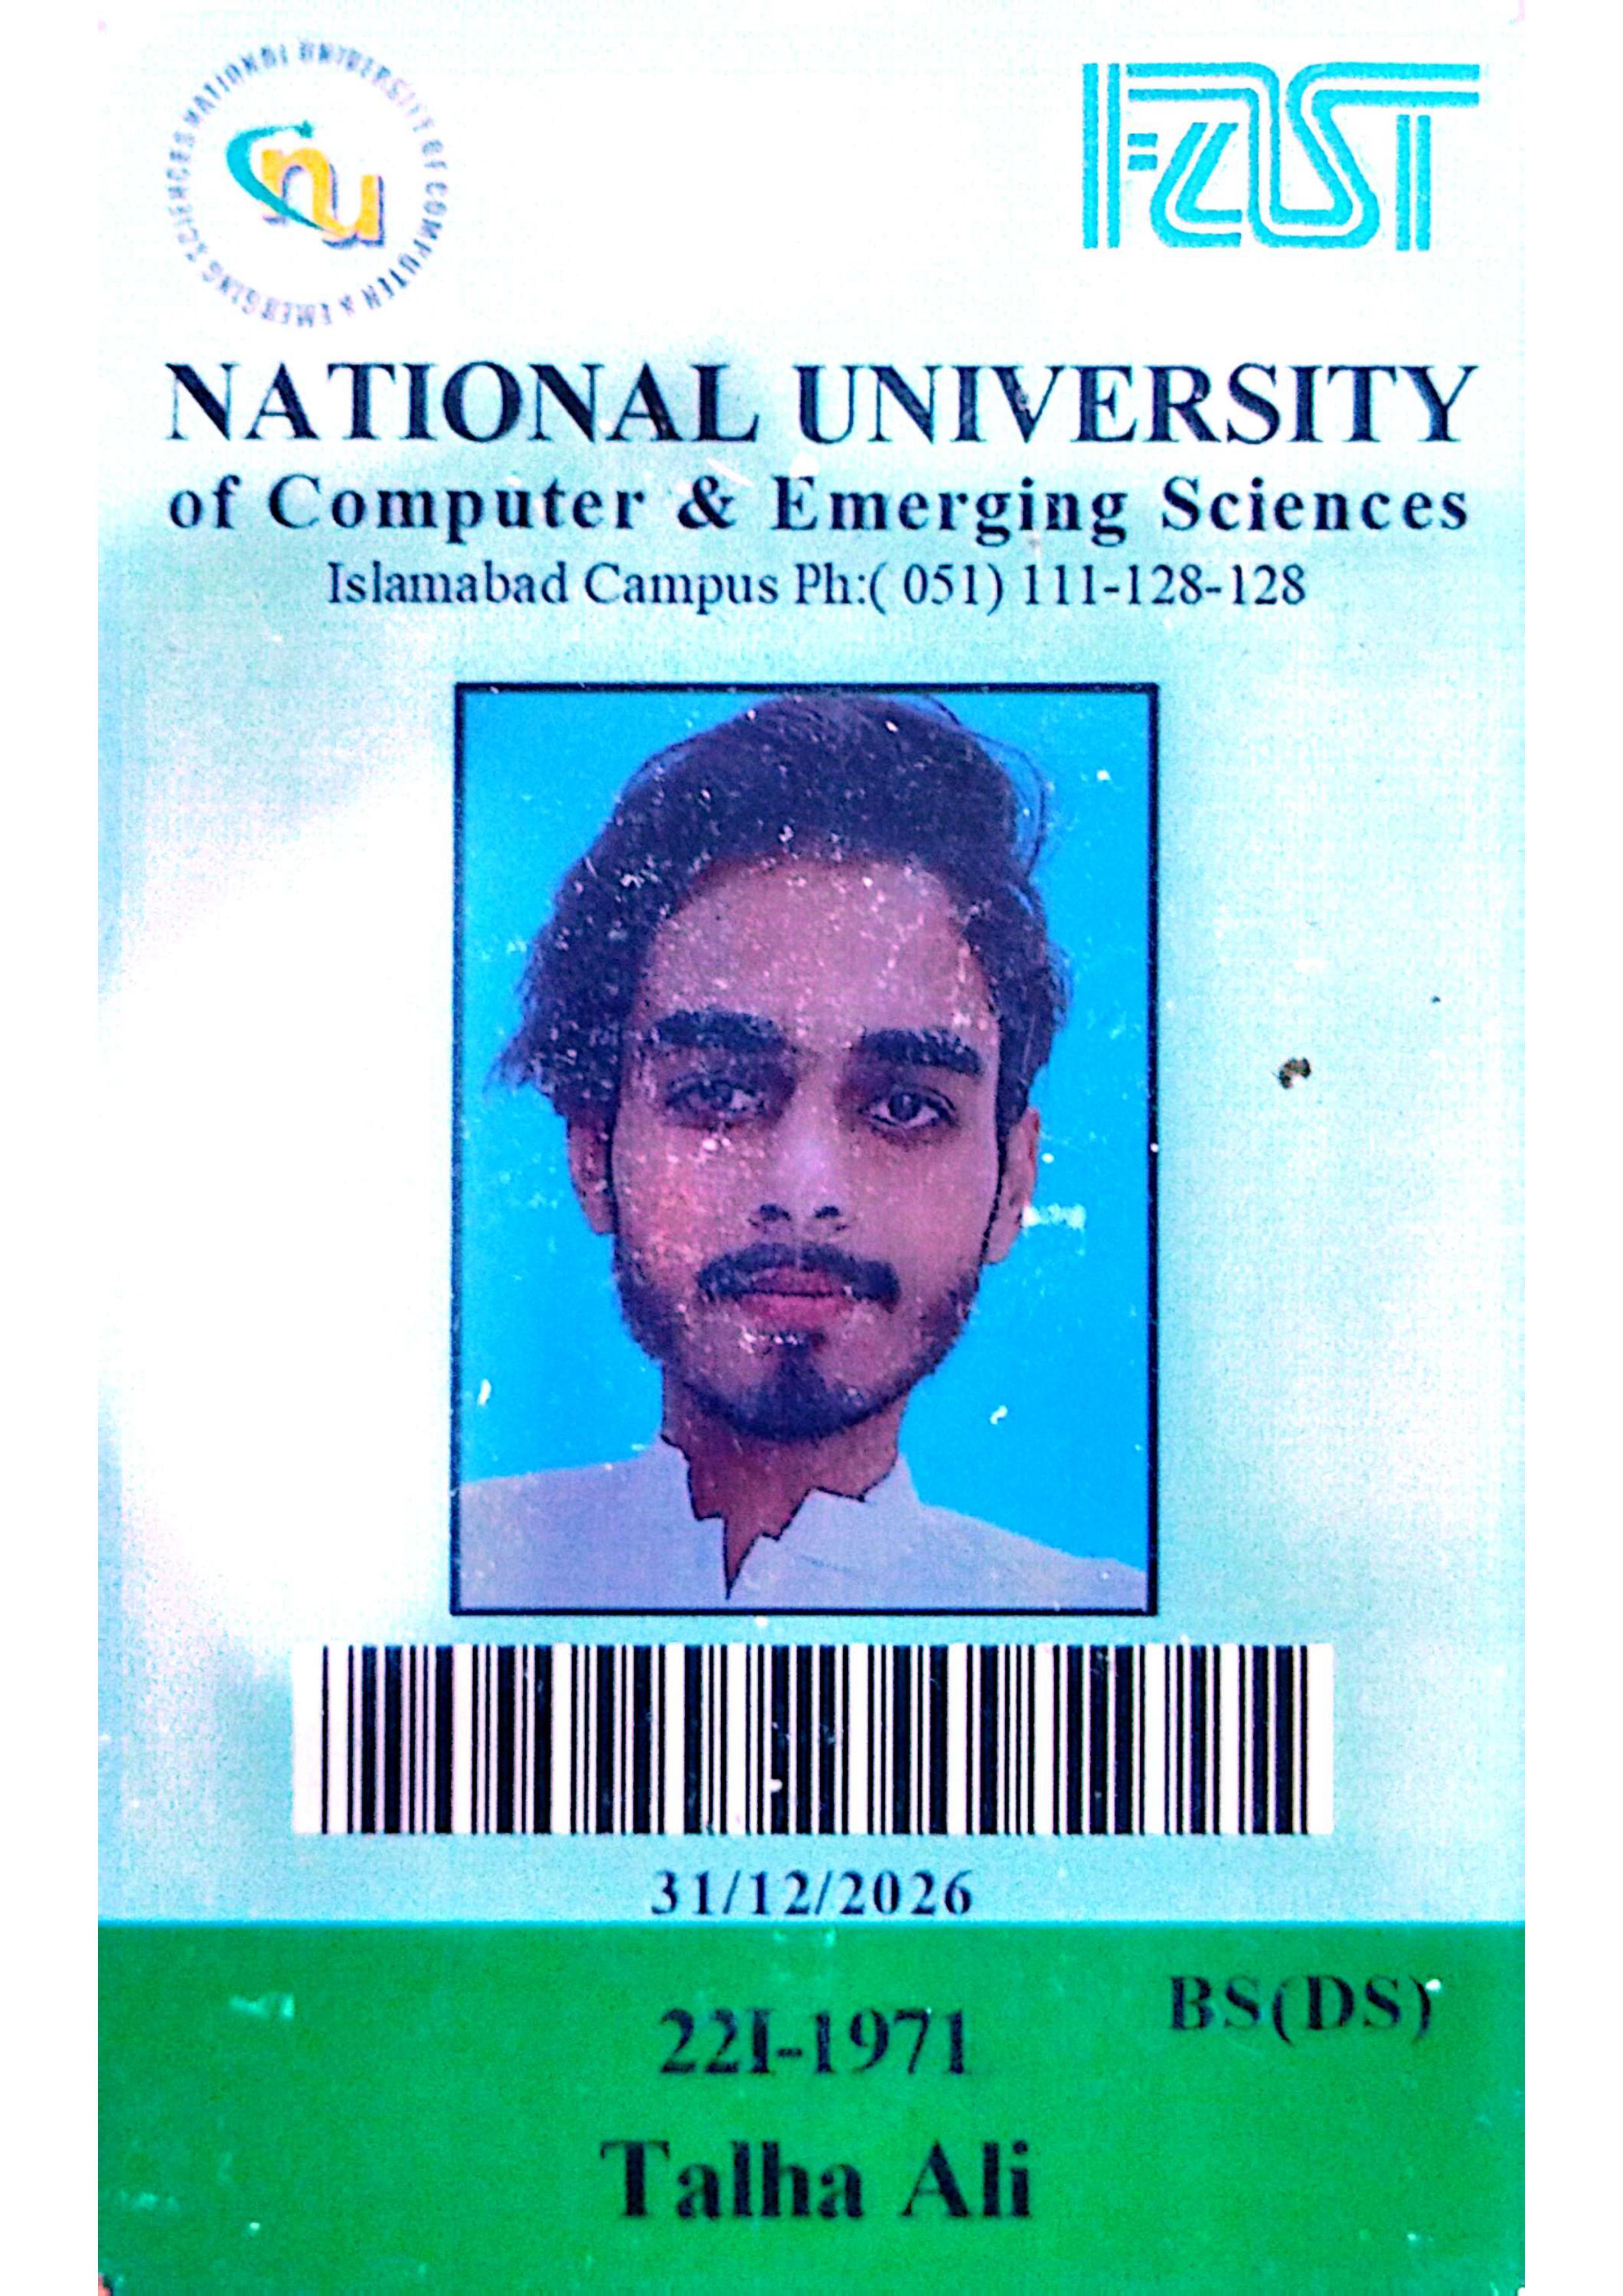 NATIONAL UNIVERSITY OF COMPUTER & EMERGING SCIENCES
nu
FAST
NATIONAL UNIVERSITY
of Computer & Emerging Sciences
Islamabad Campus Ph:( 051) 111-128-128
31/12/2026
BS(DS)
22I-1971
Talha Ali